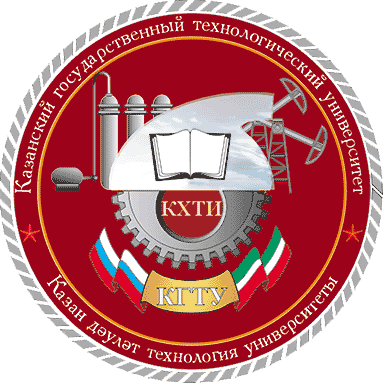 Казанский государственный технологический университет
КХТИ
КГТУ
Казан дәүләт технология университеты